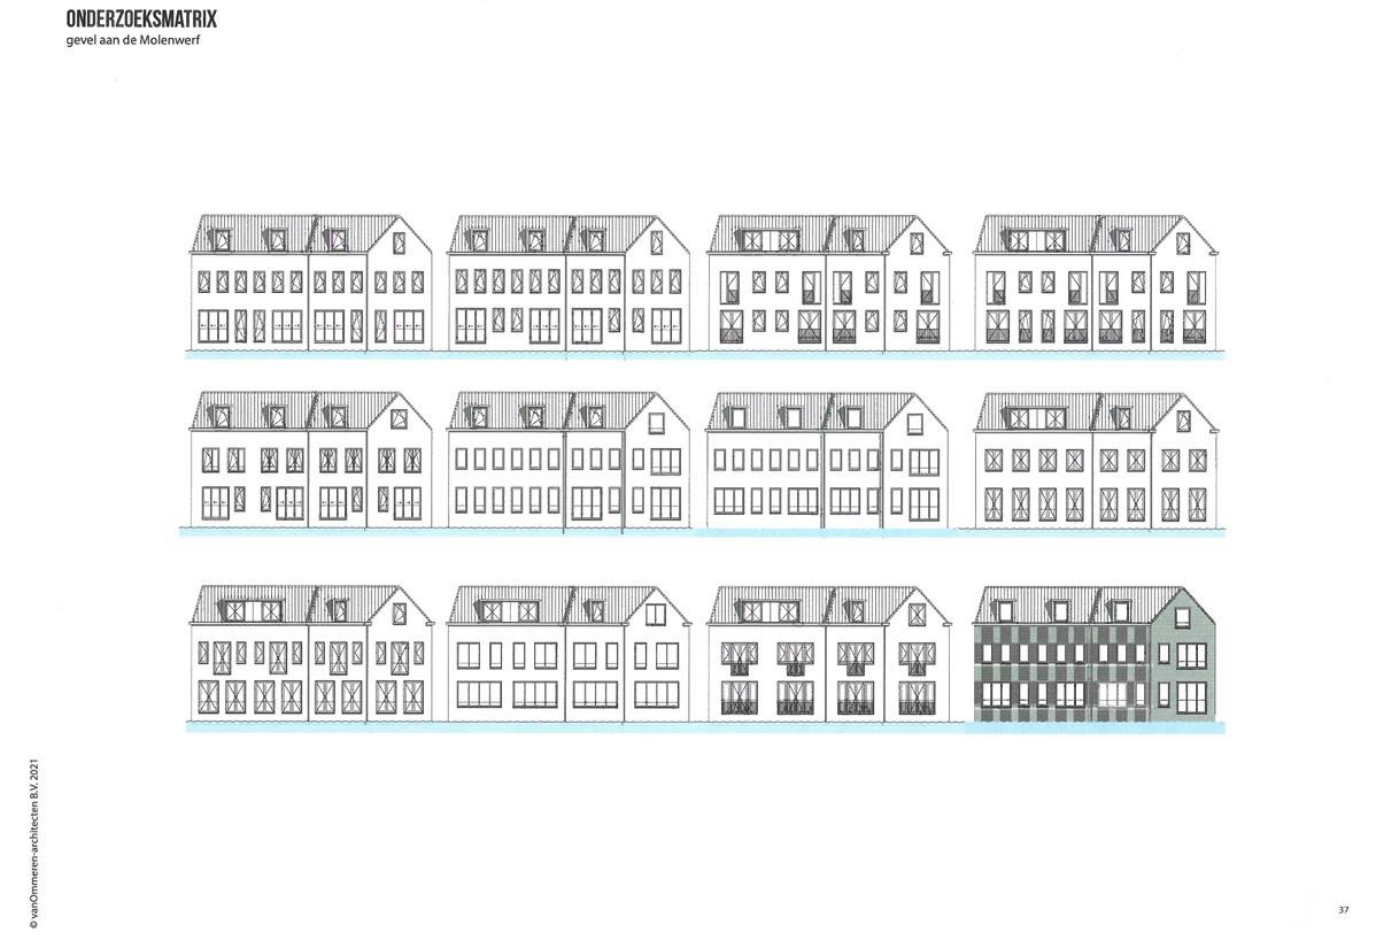 ONDERZOEKSMATRIX
gevel aan de Molenwerf
© vanOmmeren-architecten B.V. 2021
37